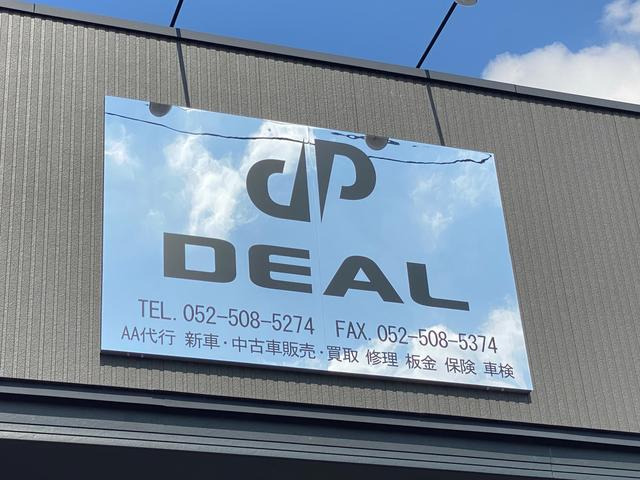 DEAL
TEL. 052-508-5274 FAX. 052-508-5374
AA代行 新車・中古車販売・買取 修理 板金 保険 車検